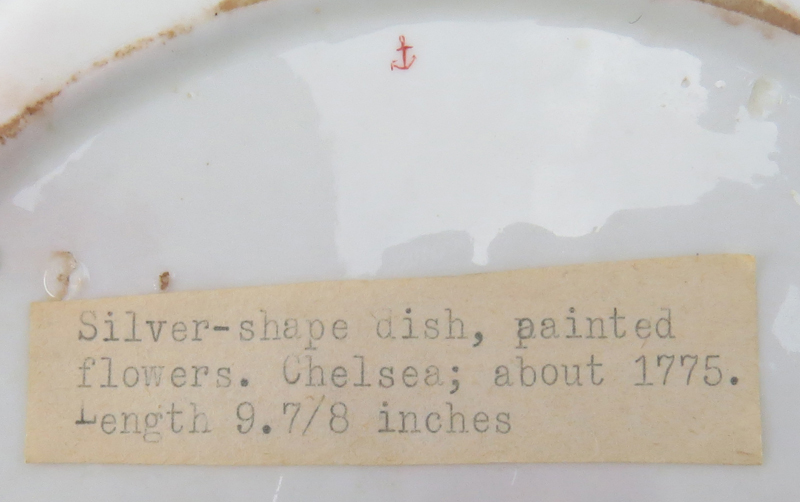 Silver-shape dish, painted
flowers. Chelsea; about 1775.
Length 9.7/8 inches